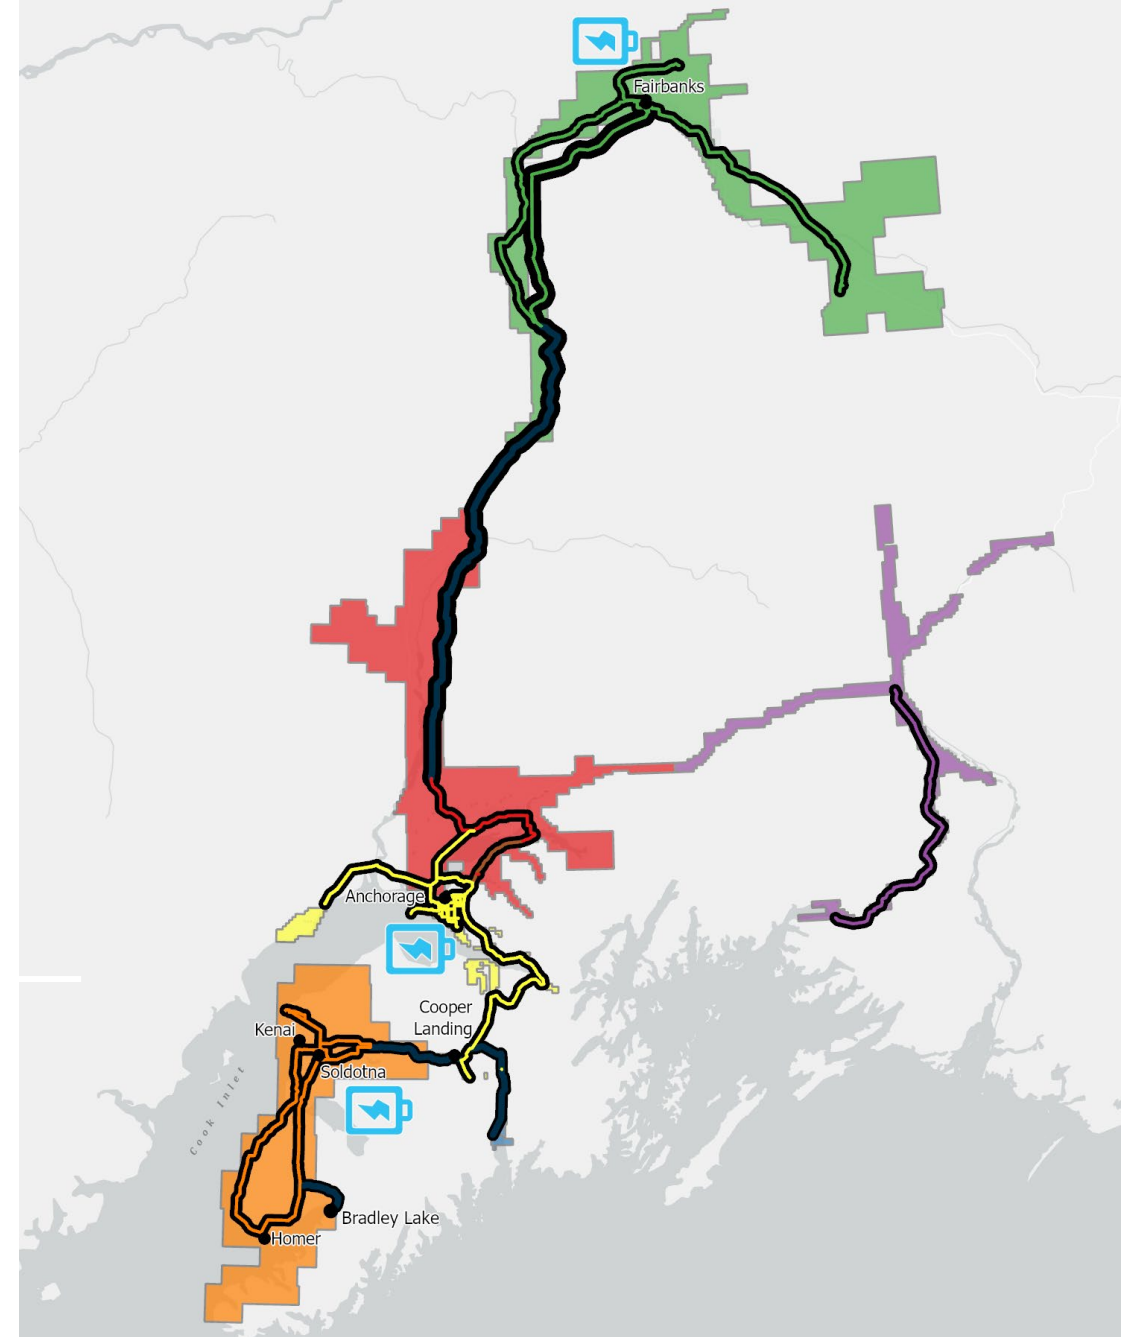 Fairbanks
Anchorage
Cooper
Landing
Kenai
Soldotna
Cook Inlet
Bradley Lake
Homer